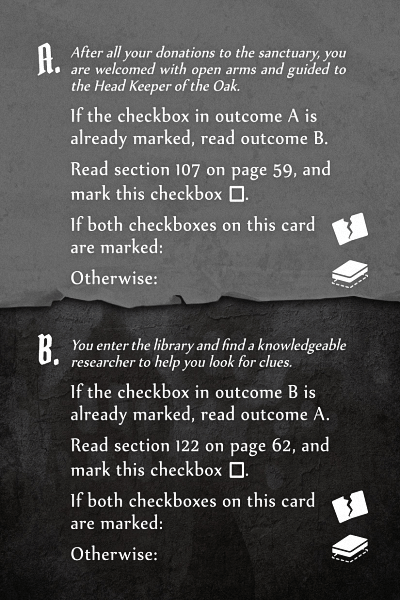 A.
After all your donations to the sanctuary, you
are welcomed with open arms and guided to
the Head Keeper of the Oak.
If the checkbox in outcome A is
already marked, read outcome B.
Read section 107 on page 59, and
mark this checkbox ☐.
If both checkboxes on this card
are marked:
Otherwise:
B.
You enter the library and find a knowledgeable
researcher to help you look for clues.
If the checkbox in outcome B is
already marked, read outcome A.
Read section 122 on page 62, and
mark this checkbox ☐.
If both checkboxes on this card
are marked:
Otherwise: